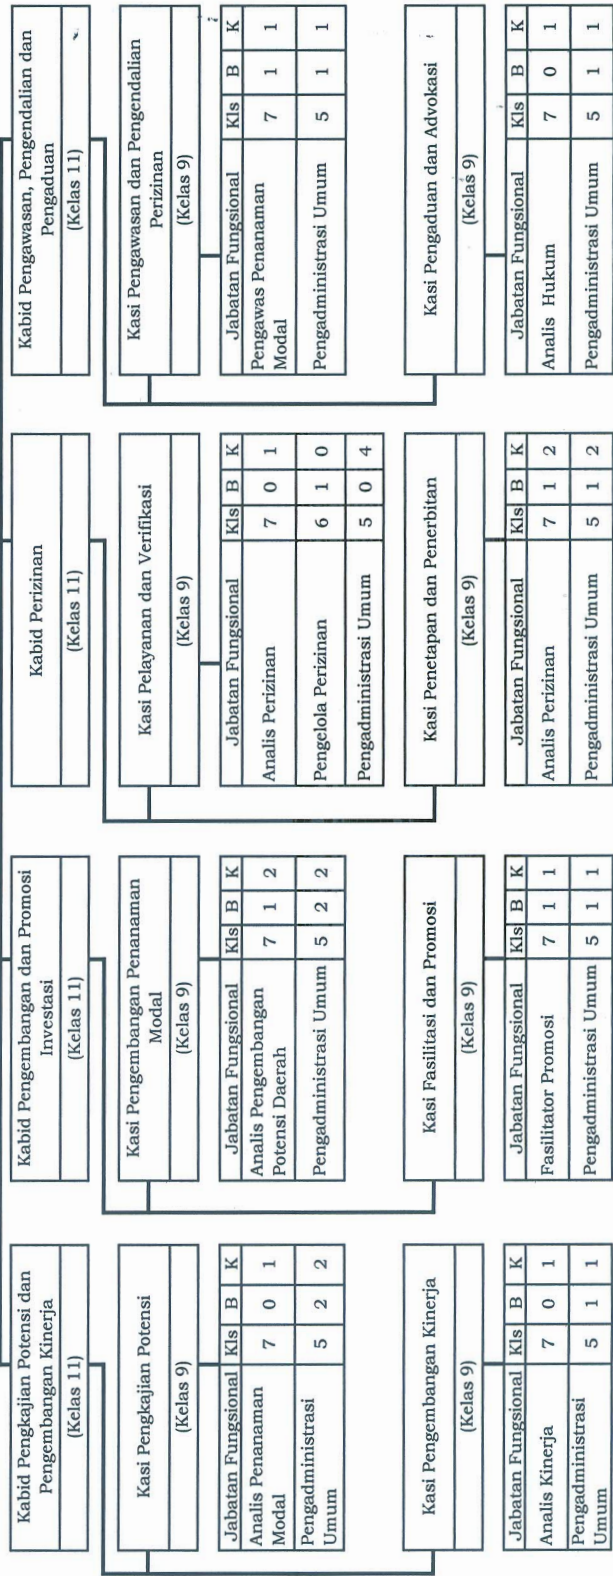 Kabid Pengkajian Potensi dan
Pengembangan Kinerja
(Kelas 11)
Kasi Pengkajian Potensi
(Kelas 9)
Jabatan Fungsional Kls B K
Analis Penanaman
Modal 7 0 1
Pengadministrasi
Umum 5 2 2
Kasi Pengembangan Kinerja
(Kelas 9)
Jabatan Fungsional Kls B K
Analis Kinerja 7 0 1
Pengadministrasi
Umum 5 1 1
Kabid Pengembangan dan Promosi
Investasi
(Kelas 11)
Kasi Pengembangan Penanaman
Modal
(Kelas 9)
Jabatan Fungsional Kls B K
Analis Pengembangan
Potensi Daerah 7 1 2
Pengadministrasi Umum 5 2 2
Kasi Fasilitasi dan Promosi
(Kelas 9)
Jabatan Fungsional Kls B K
Fasilitator Promosi 7 1 1
Pengadministrasi Umum 5 1 1
Kabid Perizinan
(Kelas 11)
Kasi Pelayanan dan Verifikasi
(Kelas 9)
Jabatan Fungsional Kls B K
Analis Perizinan 7 0 1
Pengelola Perizinan 6 1 0
Pengadministrasi Umum 5 0 4
Kasi Penetapan dan Penerbitan
(Kelas 9)
Jabatan Fungsional Kls B K
Analis Perizinan 7 1 2
Pengadministrasi Umum 5 1 2
Kabid Pengawasan, Pengendalian dan
Pengaduan
(Kelas 11)
Kasi Pengawasan dan Pengendalian
Perizinan
(Kelas 9)
Jabatan Fungsional Kls B K
Pengawas Penanaman
Modal 7 1 1
Pengadministrasi Umum 5 1 1
Kasi Pengaduan dan Advokasi
(Kelas 9)
Jabatan Fungsional Kls B K
Analis Hukum 7 0 1
Pengadministrasi Umum 5 1 1